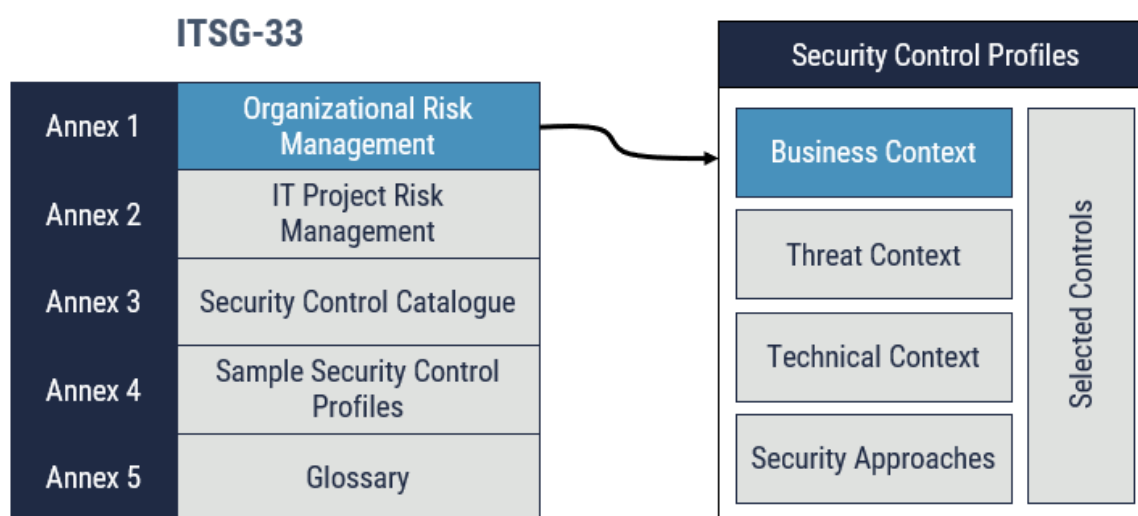 ITSG-33
Annex 1
Organizational Risk
Management
Annex 2
IT Project Risk
Management
Annex 3
Security Control Catalogue
Annex 4
Sample Security Control
Profiles
Annex 5
Glossary
Security Control Profiles
Business Context
Threat Context
Technical Context
Security Approaches
Selected Controls